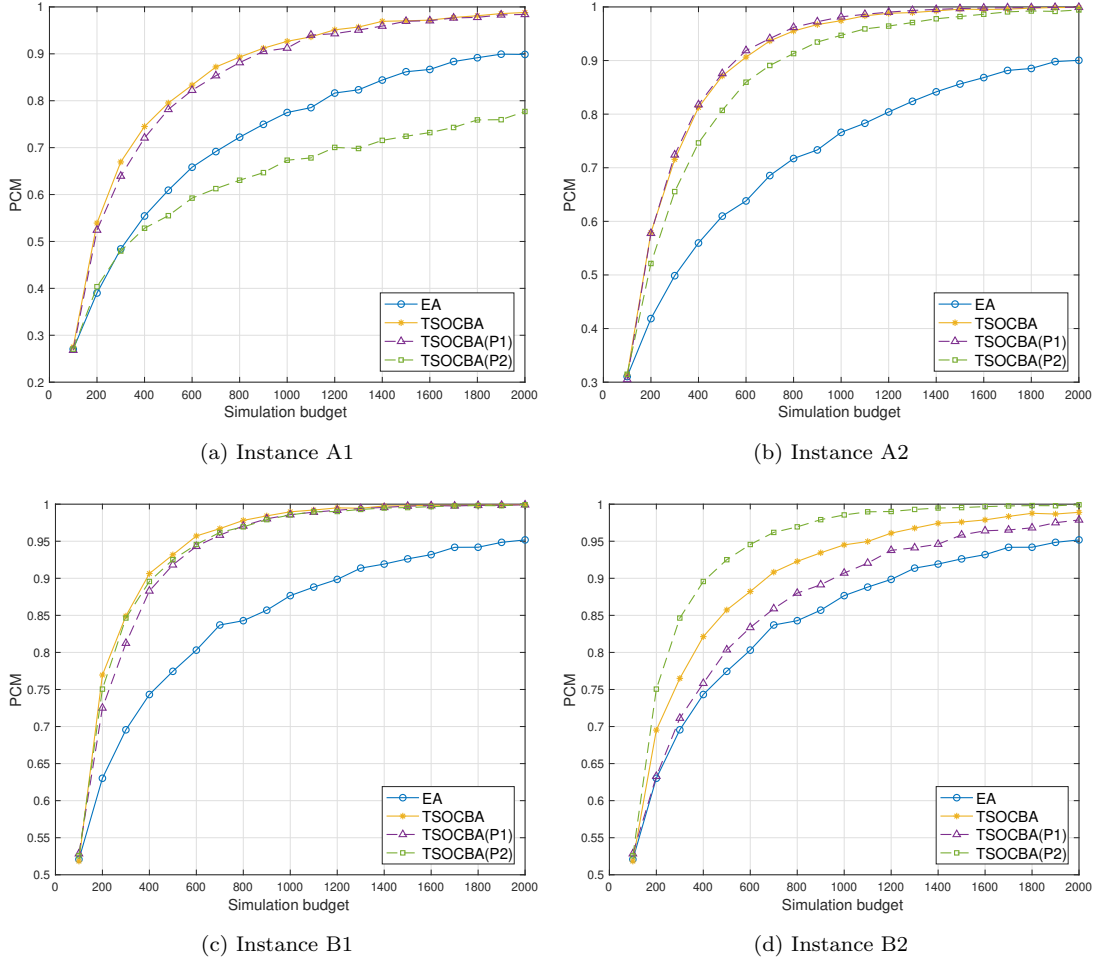 1
0.9
0.8
0.7
0.6
0.5
0.4
0.3
0.2
PCM
0 200 400 600 800 1000 1200 1400 1600 1800 2000
Simulation budget
EA
TSOCBA
TSOCBA(P1)
TSOCBA(P2)
(a) Instance A1
1
0.9
0.8
0.7
0.6
0.5
0.4
0.3
PCM
0 200 400 600 800 1000 1200 1400 1600 1800 2000
Simulation budget
EA
TSOCBA
TSOCBA(P1)
TSOCBA(P2)
(b) Instance A2
1
0.95
0.9
0.85
0.8
0.75
0.7
0.65
0.6
0.55
0.5
PCM
0 200 400 600 800 1000 1200 1400 1600 1800 2000
Simulation budget
EA
TSOCBA
TSOCBA(P1)
TSOCBA(P2)
(c) Instance B1
1
0.95
0.9
0.85
0.8
0.75
0.7
0.65
0.6
0.55
0.5
PCM
0 200 400 600 800 1000 1200 1400 1600 1800 2000
Simulation budget
EA
TSOCBA
TSOCBA(P1)
TSOCBA(P2)
(d) Instance B2